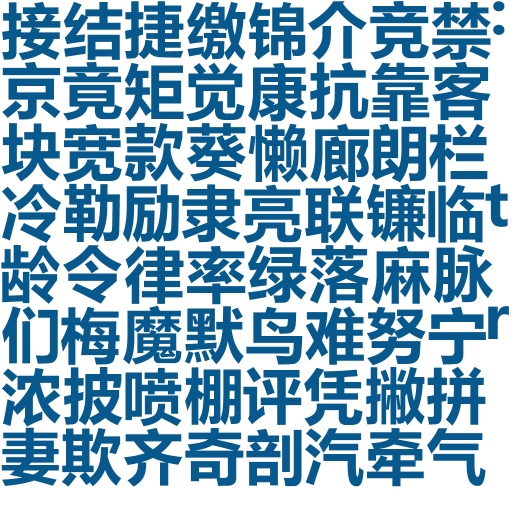 接结捷缴锦介竞禁:
京竟矩觉康抗靠客
块宽款葵懒廊朗栏
冷勒励隶亮联镰临t
龄令律率绿落麻脉
们梅魔默鸟难努宁r
浓披喷棚评凭撇拼
妻欺齐奇剖汽牵气